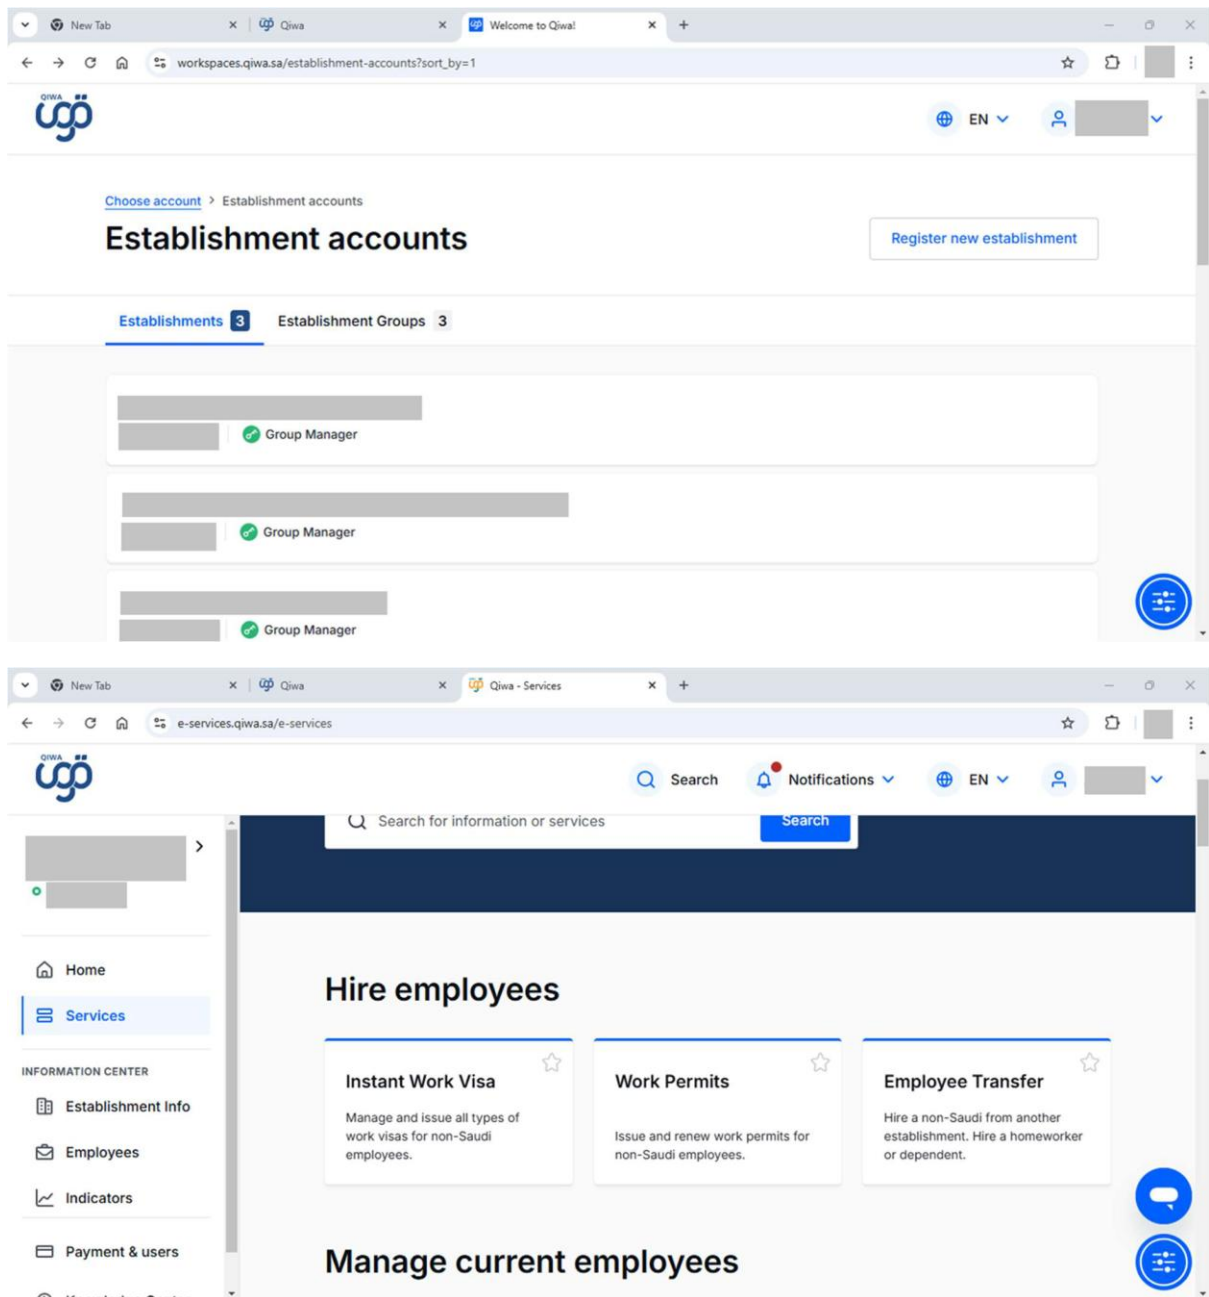 New Tab
Qiwa
Welcome to Qiwa!
workspaces.qiwa.sa/establishment-accounts?sort_by=1
QIWA
قوى
EN
Choose account > Establishment accounts
Establishment accounts
Register new establishment
Establishments 3
Establishment Groups 3
Group Manager
Group Manager
Group Manager
New Tab
Qiwa
Qiwa - Services
e-services.qiwa.sa/e-services
QIWA
قوى
Search
Notifications
EN
Search for information or services
Search
Home
Services
INFORMATION CENTER
Establishment Info
Employees
Indicators
Payment & users
Hire employees
Instant Work Visa
Manage and issue all types of
work visas for non-Saudi
employees.
Work Permits
Issue and renew work permits for
non-Saudi employees.
Employee Transfer
Hire a non-Saudi from another
establishment. Hire a homeworker
or dependent.
Manage current employees